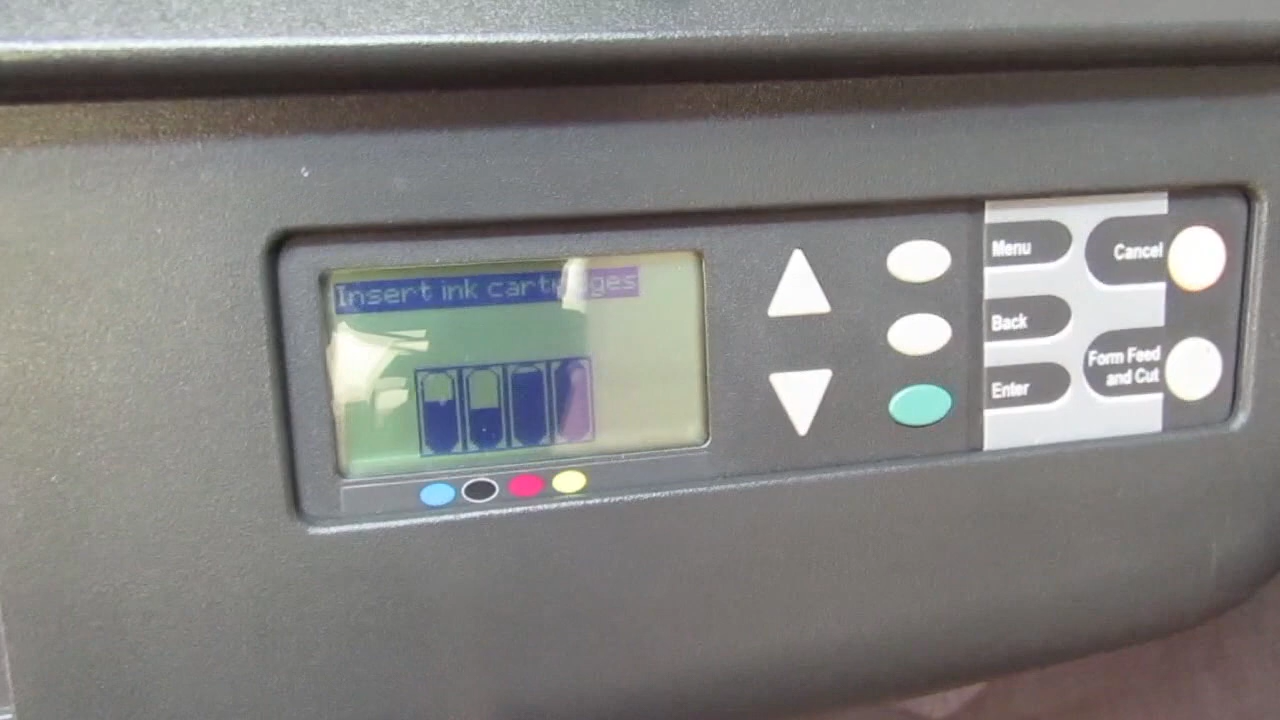 Insert ink cartridges
Menu
Back
Enter
Cancel
Form Feed
and Cut